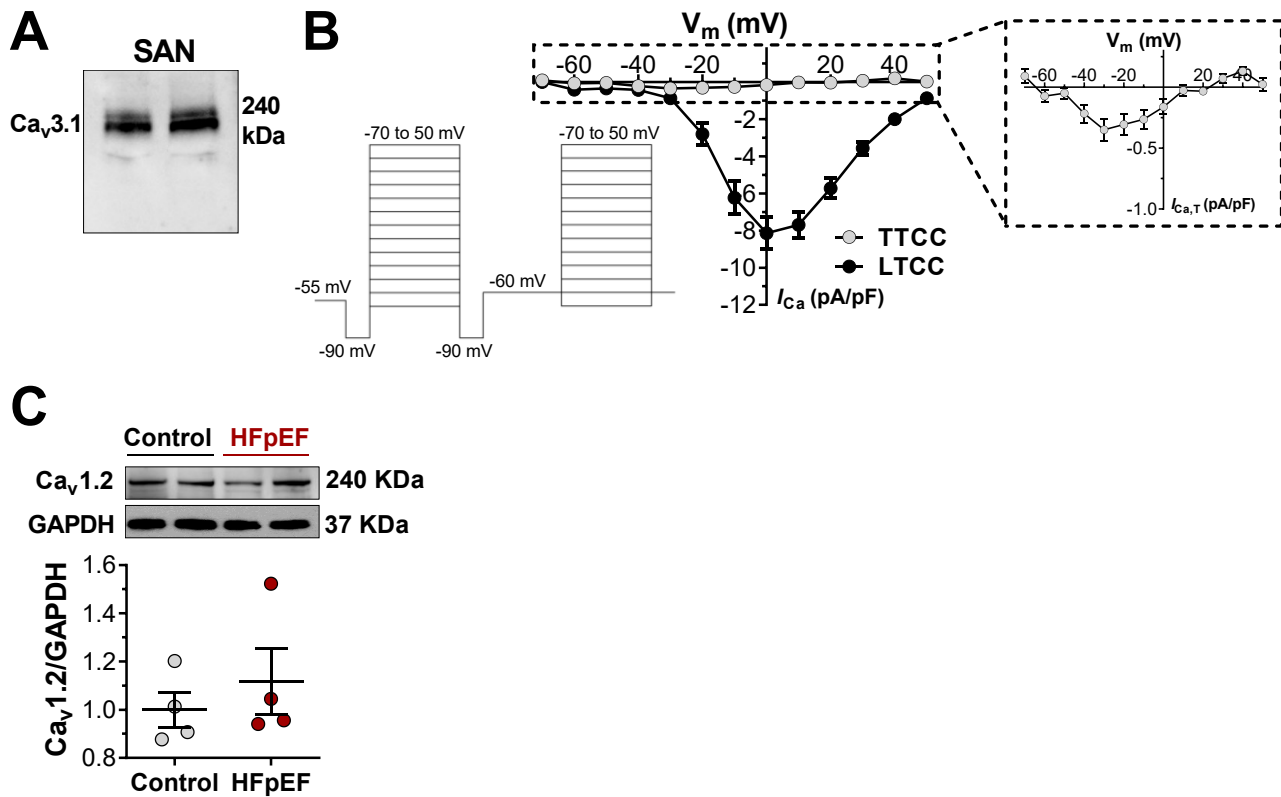 A
SAN
Cav3.1
240
kDa
B
-70 to 50 mV
-70 to 50 mV
-55 mV
-60 mV
-90 mV
-90 mV
Vm (mV)
-60 -40 -20 20 40
-2
-4
-6
-8
-10
-12
ICa (pA/pF)
TTCC
LTCC
Vm (mV)
-60 -40 -20 20 40
-0.5
-1.0
ICa,T (pA/pF)
C
Control HFpEF
Cav1.2 240 KDa
GAPDH 37 KDa
Cav1.2/GAPDH
1.6
1.4
1.2
1.0
0.8
Control HFpEF